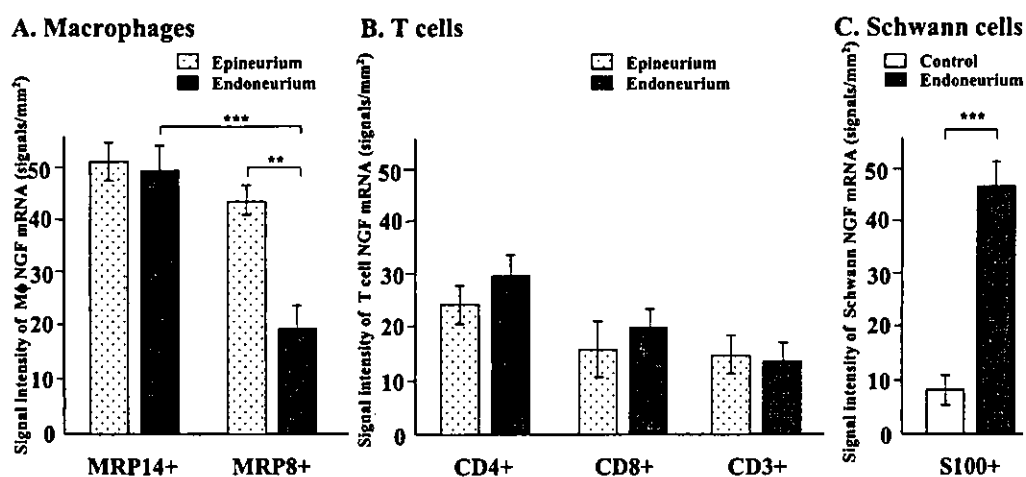 A. Macrophages
Epineurium
Endoneurium
Signal intensity of Mϕ NGF mRNA (signals/mm²)
***
**
50
40
30
20
10
0
MRP14+
MRP8+
B. T cells
Epineurium
Endoneurium
Signal intensity of T cell NGF mRNA (signals/mm²)
50
40
30
20
10
0
CD4+
CD8+
CD3+
C. Schwann cells
Control
Endoneurium
Signal intensity of Schwann NGF mRNA (signals/mm²)
***
50
40
30
20
10
0
S100+